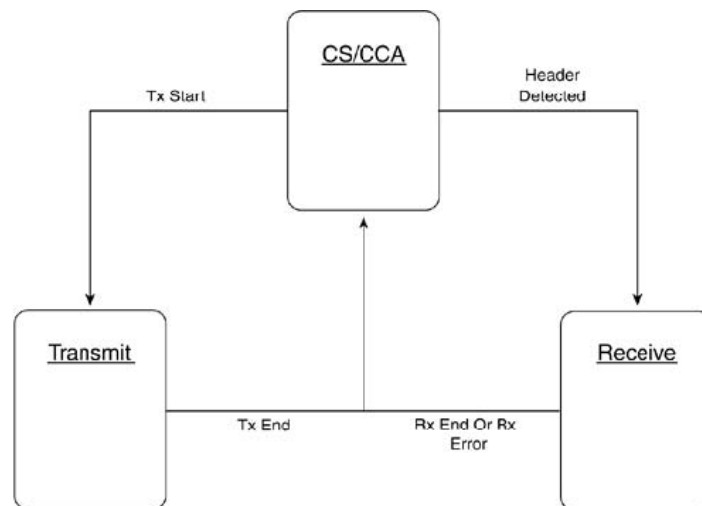 CS/CCA
Tx Start
Header
Detected
Transmit
Receive
Tx End
Rx End Or Rx
Error